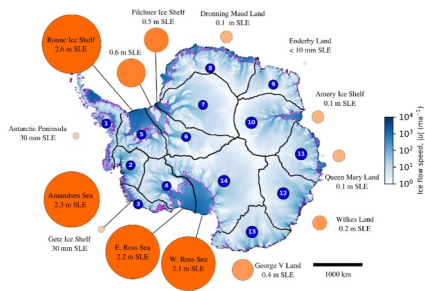 Filchner Ice Shelf
0.5 m SLE
Dronning Maud Land
0.1 m SLE
Ronne Ice Shelf
2.6 m SLE
0.6 m SLE
Enderby Land
< 10 mm SLE
8
9
Amery Ice Shelf
0.1 m SLE
7
10
1
Antarctic Peninsula
30 mm SLE
5
6
11
2
Queen Mary Land
0.1 m SLE
14
12
4
3
Amundsen Sea
2.3 m SLE
Getz Ice Shelf
30 mm SLE
E. Ross Sea
2.2 m SLE
W. Ross Sea
2.1 m SLE
13
Wilkes Land
0.2 m SLE
George V Land
0.4 m SLE
1000 km
10⁴
10³
10²
10¹
10⁰
Ice flow speed, |u| (ma⁻¹)